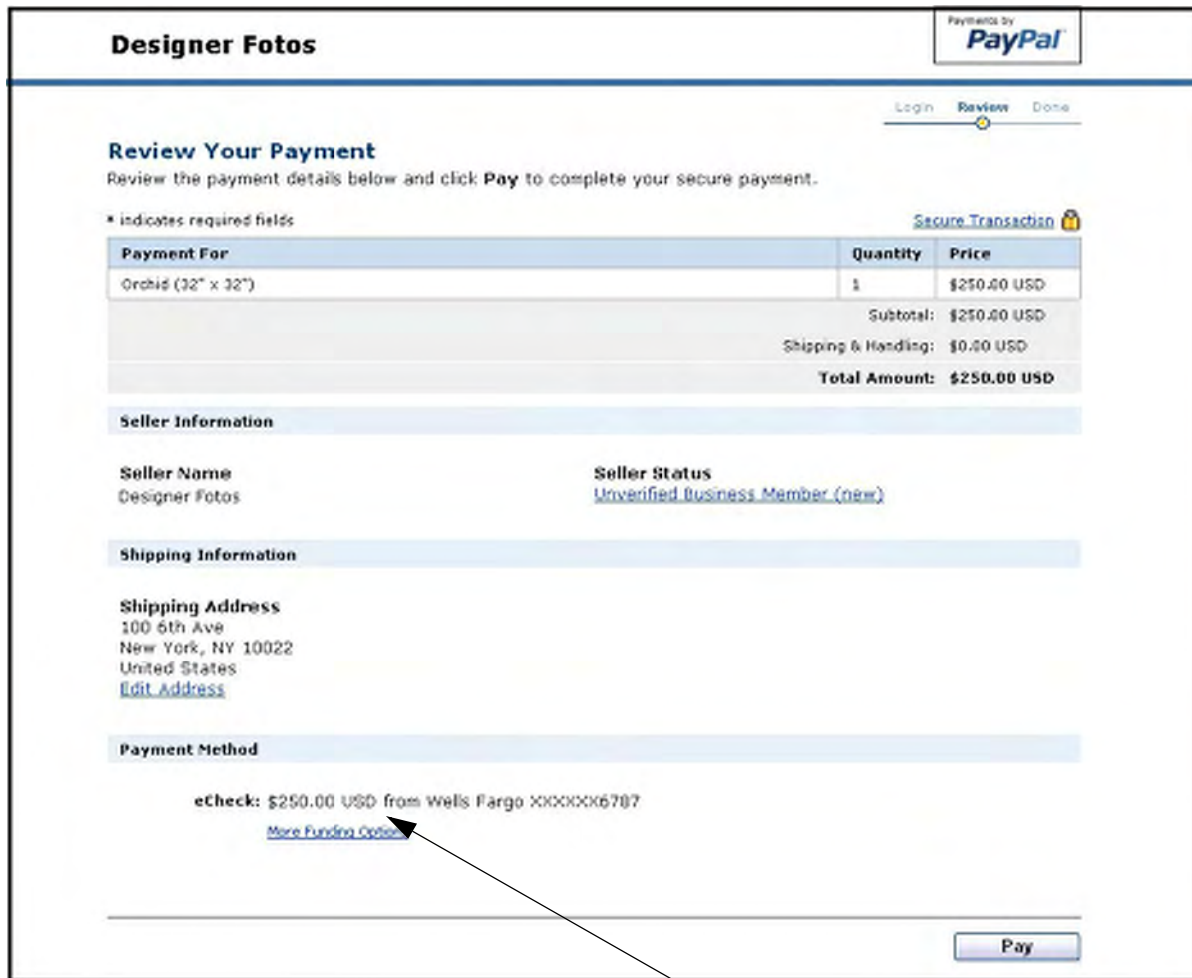 Designer Fotos
Payments by
PayPal
Login Review Done
Review Your Payment
Review the payment details below and click Pay to complete your secure payment.
* indicates required fields
Secure Transaction
Payment For Quantity Price
Orchid (32" x 32") 1 $250.00 USD
Subtotal: $250.00 USD
Shipping & Handling: $0.00 USD
Total Amount: $250.00 USD
Seller Information
Seller Name Seller Status
Designer Fotos Unverified Business Member (new)
Shipping Information
Shipping Address
100 6th Ave
New York, NY 10022
United States
Edit Address
Payment Method
eCheck: $250.00 USD from Wells Fargo XXXXXX6787
More Funding Options
Pay